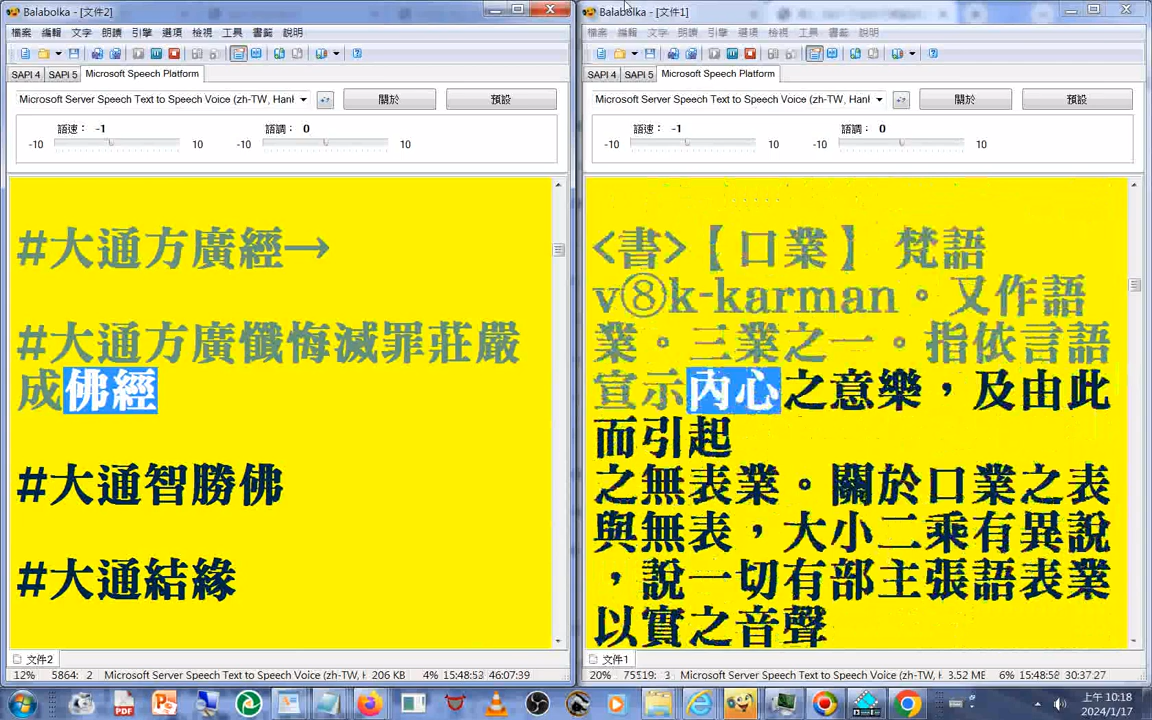 Balabolka - [文件2]
檔案 編輯 文字 朗讀 引擎 選項 檢視 工具 書籤 說明
SAPI 4 SAPI 5 Microsoft Speech Platform
Microsoft Server Speech Text to Speech Voice (zh-TW, Hanl
關於 預設
語速： -1 語調： 0
-10 10 -10 10
#大通方廣經→
#大通方廣懺悔滅罪莊嚴
成佛經
#大通智勝佛
#大通結緣
文件2
12% 5864: 2 Microsoft Server Speech Text to Speech Voice (zh-TW, H 206 KB 4% 15:48:53 46:07:39
Balabolka - [文件1]
檔案 編輯 文字 朗讀 引擎 選項 檢視 工具 書籤 說明
SAPI 4 SAPI 5 Microsoft Speech Platform
Microsoft Server Speech Text to Speech Voice (zh-TW, Hanl
關於 預設
語速： -1 語調： 0
-10 10 -10 10
<書>【口業】 梵語
v⑧k-karman。又作語
業。三業之一。指依言語
宣示內心之意樂，及由此
而引起
之無表業。關於口業之表
與無表，大小二乘有異說
，說一切有部主張語表業
以實之音聲
文件1
20% 75519: 3 Microsoft Server Speech Text to Speech Voice (zh-TW, H 3.52 MB 6% 15:48:58 30:37:27
上午 10:18
2024/1/17